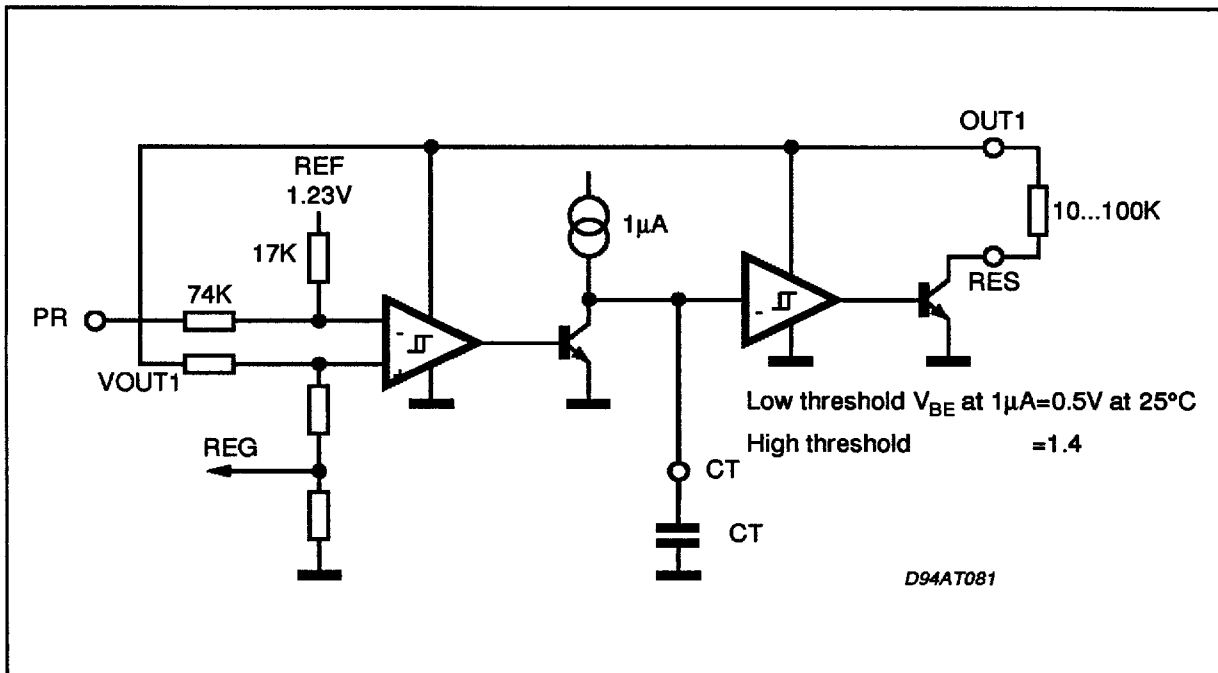 OUT1
REF
1.23V
1µA
10...100K
17K
RES
74K
PR
-
-
+
VOUT1
Low threshold VBE at 1µA=0.5V at 25°C
High threshold =1.4
REG
CT
CT
D94AT081